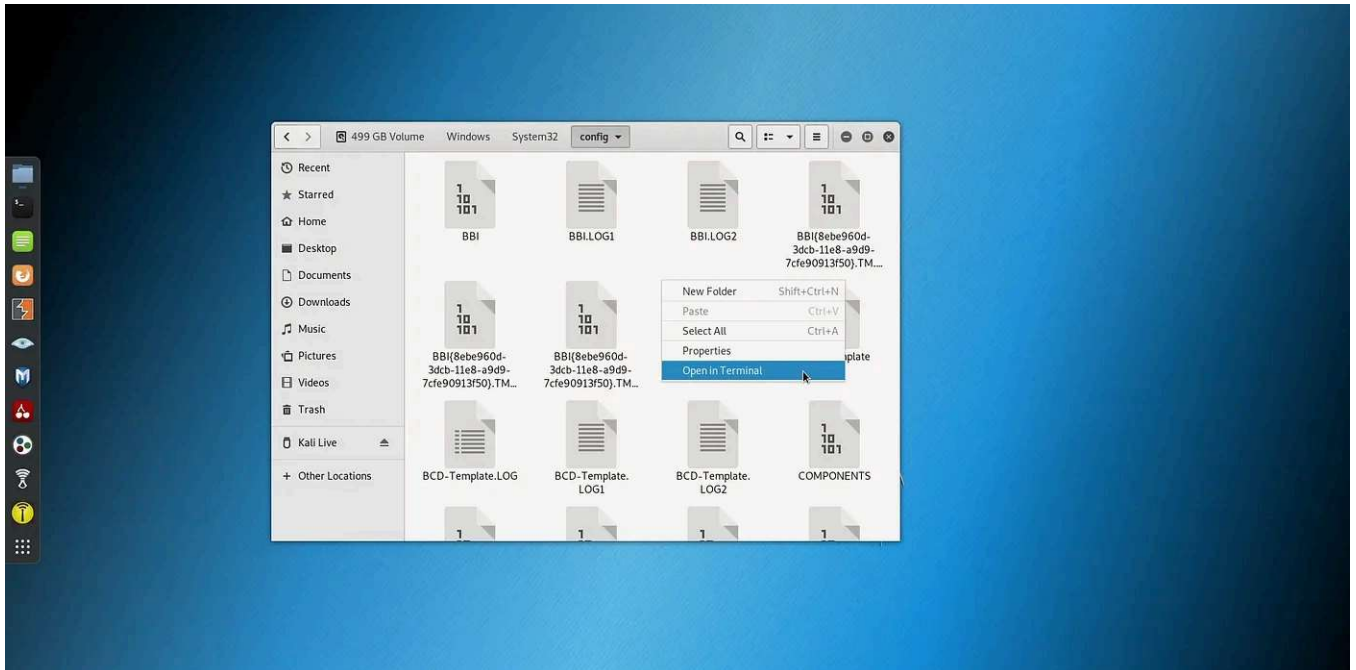 499 GB Volume Windows System32 config
Recent
Starred
Home
Desktop
Documents
Downloads
Music
Pictures
Videos
Trash
Kali Live
+ Other Locations
BBI
BBI.LOG1
BBI.LOG2
BBI{8ebe960d-
3dcb-11e8-a9d9-
7cfe90913f50}.TM....
BBI{8ebe960d-
3dcb-11e8-a9d9-
7cfe90913f50}.TM...
BBI{8ebe960d-
3dcb-11e8-a9d9-
7cfe90913f50}.TM...
plate
New Folder Shift+Ctrl+N
Paste Ctrl+V
Select All Ctrl+A
Properties
Open in Terminal
BCD-Template.LOG
BCD-Template.
LOG1
BCD-Template.
LOG2
COMPONENTS